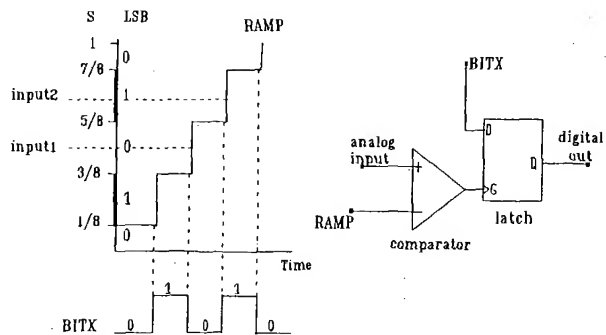 S LSB
RAMP
1
0
7/8
input2
1
5/8
input1
0
3/8
1
1/8
0
Time
BITX
0
1
0
1
0
BITX
analog
input
D
digital
out
Q
+
G
RAMP
-
latch
comparator